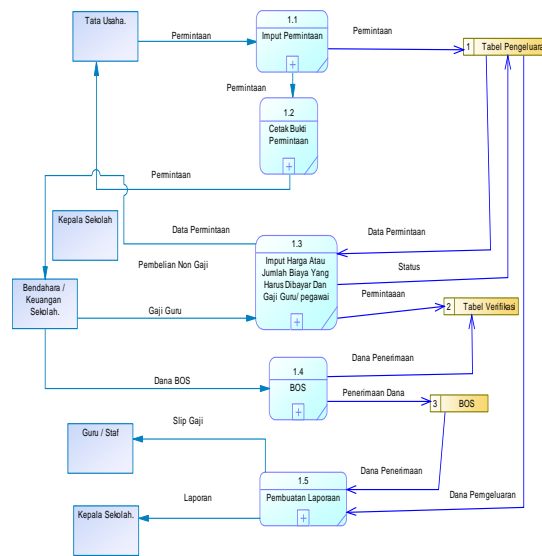 Tata Usaha.
Permintaan
1.1
Imput Permintaan
Permintaan
1 Tabel Pengeluara
Permintaan
1.2
Cetak Bukti
Permintaan
Permintaan
Kepala Sekolah
Data Permintaan
Pembelian Non Gaji
1.3
Imput Harga Atau
Jumlah Biaya Yang
Harus Dibayar Dan
Gaji Guru/ pegawai
Data Permintaan
Status
Permintaaan
2 Tabel Verifikasi
Bendahara /
Keuangan
Sekolah.
Gaji Guru
Dana BOS
1.4
BOS
Dana Penerimaan
Penerimaan Dana
3 BOS
Slip Gaji
Guru / Staf
Laporan
Kepala Sekolah.
1.5
Pembuatan Laporaan
Dana Penerimaan
Dana Pemgeluaran